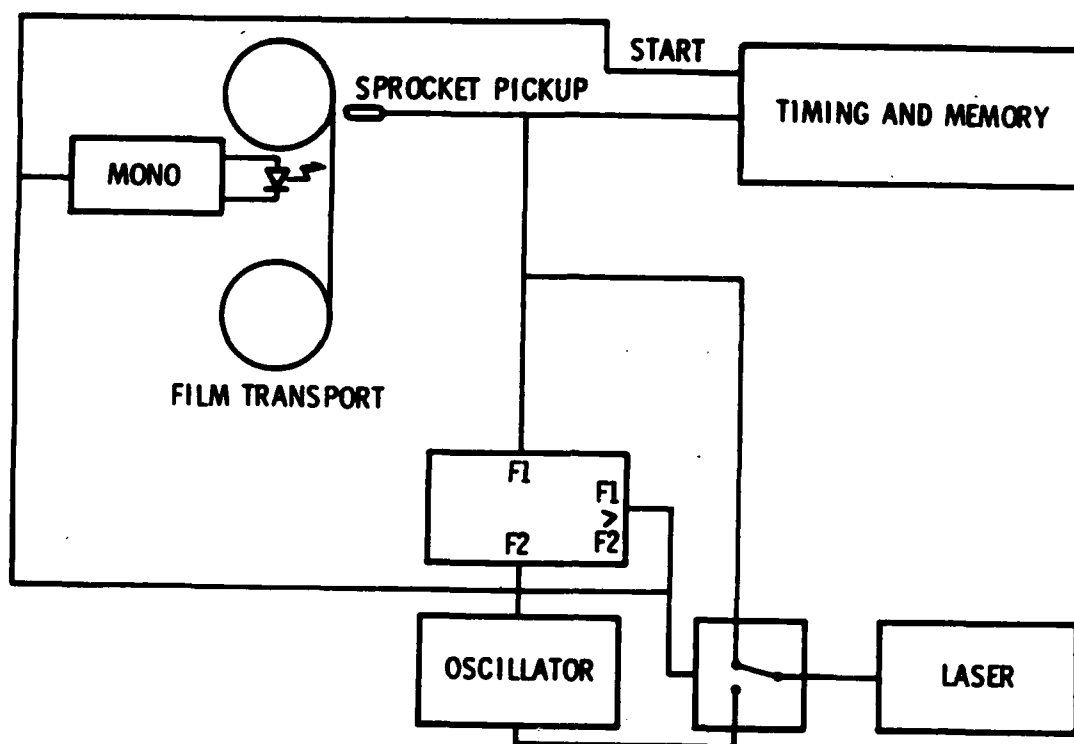 START
SPROCKET PICKUP
TIMING AND MEMORY
MONO
FILM TRANSPORT
F1
F1
>
F2
F2
OSCILLATOR
LASER